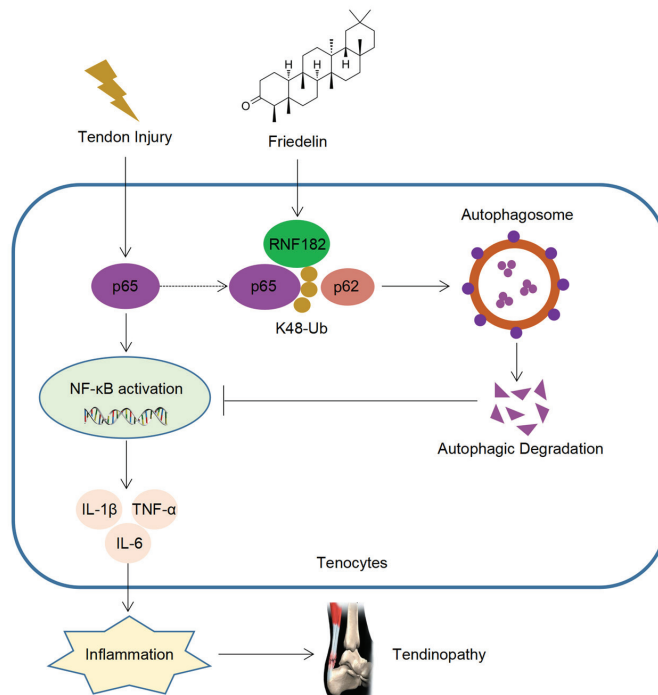 O
H
H
H
Tendon Injury
Friedelin
Autophagosome
RNF182
p65
p65
p62
K48-Ub
NF-κB activation
Autophagic Degradation
IL-1β
TNF-α
IL-6
Tenocytes
Inflammation
Tendinopathy